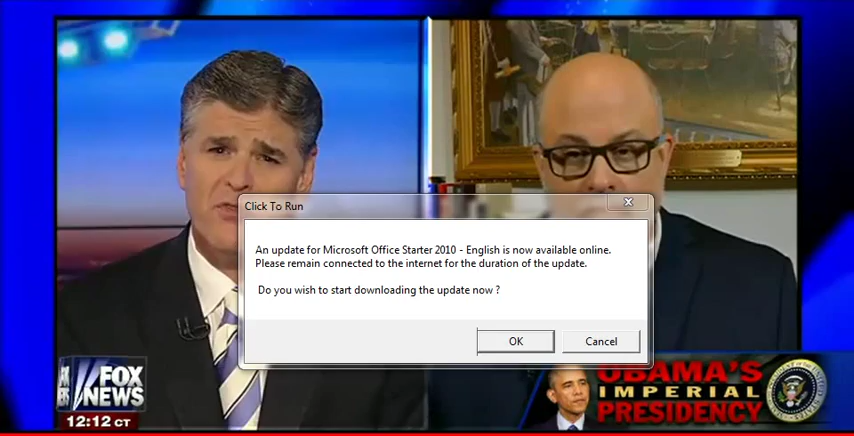 Click To Run
An update for Microsoft Office Starter 2010 - English is now available online.
Please remain connected to the internet for the duration of the update.
Do you wish to start downloading the update now ?
OK
Cancel
FOX
NEWS
12:12 CT
OBAMA'S
IMPERIAL
PRESIDENCY